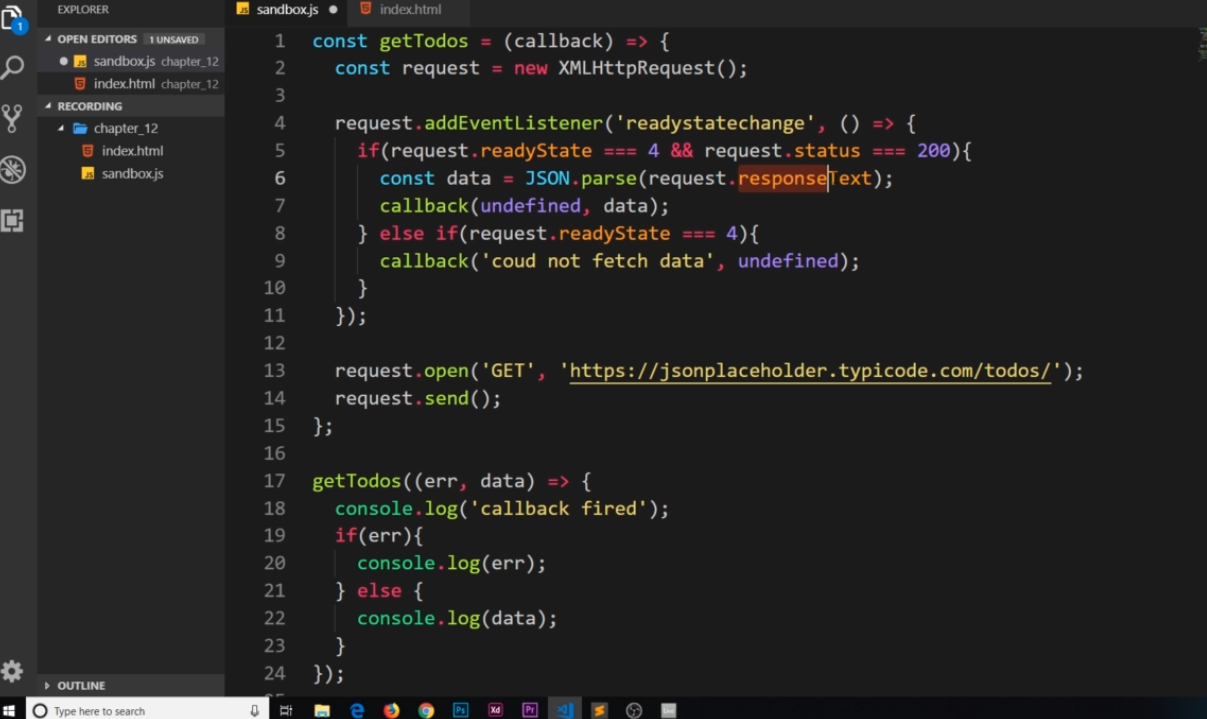 EXPLORER
OPEN EDITORS 1 UNSAVED
sandbox.js chapter_12
index.html chapter_12
RECORDING
chapter_12
index.html
sandbox.js
OUTLINE
1
sandbox.js
index.html
1 const getTodos = (callback) => {
2   const request = new XMLHttpRequest();
3
4   request.addEventListener('readystatechange', () => {
5     if(request.readyState === 4 && request.status === 200){
6       const data = JSON.parse(request.responseText);
7       callback(undefined, data);
8     } else if(request.readyState === 4){
9       callback('coud not fetch data', undefined);
10     }
11   });
12
13   request.open('GET', 'https://jsonplaceholder.typicode.com/todos/');
14   request.send();
15 };
16
17 getTodos((err, data) => {
18   console.log('callback fired');
19   if(err){
20     console.log(err);
21   } else {
22     console.log(data);
23   }
24 });
Type here to search
Ps
Xd
Pr